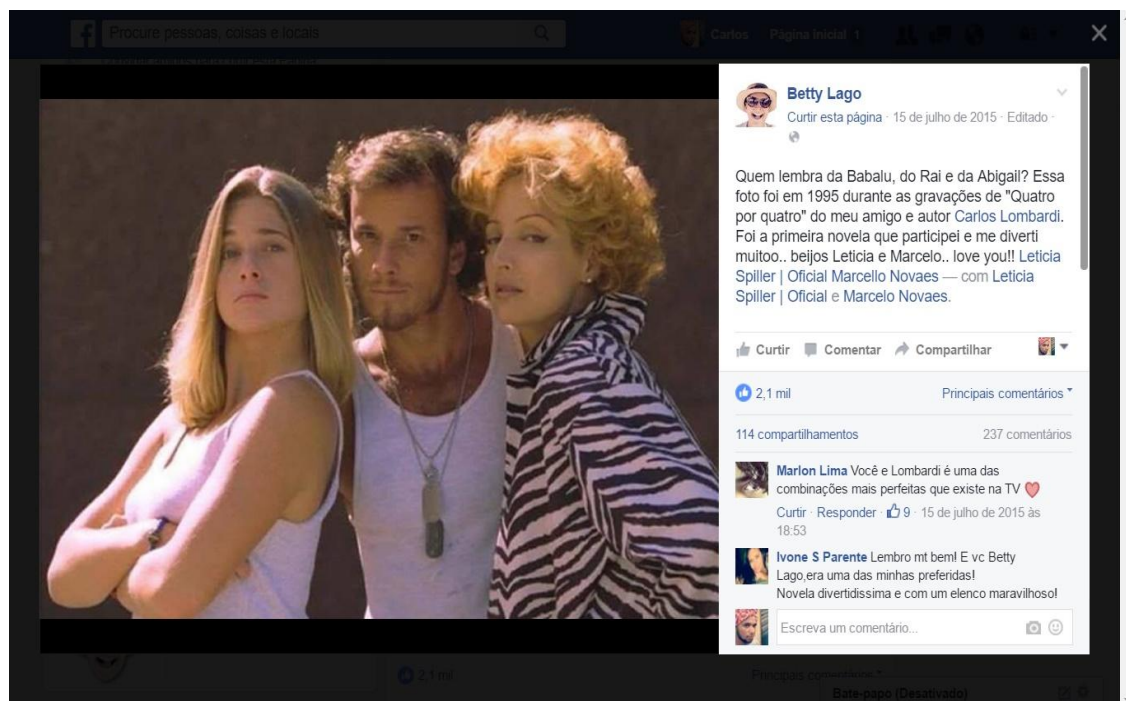 Procure pessoas, coisas e locais
Carlos Página inicial 1
Betty Lago
Curtir esta página · 15 de julho de 2015 · Editado ·
Quem lembra da Babalu, do Rai e da Abigail? Essa
foto foi em 1995 durante as gravações de "Quatro
por quatro" do meu amigo e autor Carlos Lombardi.
Foi a primeira novela que participei e me diverti
muitoo.. beijos Leticia e Marcelo.. love you!! Leticia
Spiller | Oficial Marcello Novaes — com Leticia
Spiller | Oficial e Marcelo Novaes.
Curtir Comentar Compartilhar
2,1 mil Principais comentários
114 compartilhamentos 237 comentários
Marlon Lima Você e Lombardi é uma das
combinações mais perfeitas que existe na TV
Curtir · Responder · 9 · 15 de julho de 2015 às
18:53
Ivone S Parente Lembro mt bem! E vc Betty
Lago,era uma das minhas preferidas!
Novela divertidissima e com um elenco maravilhoso!
Escreva um comentário...
2,1 mil Principais comentários
Bate-papo (Desativado)